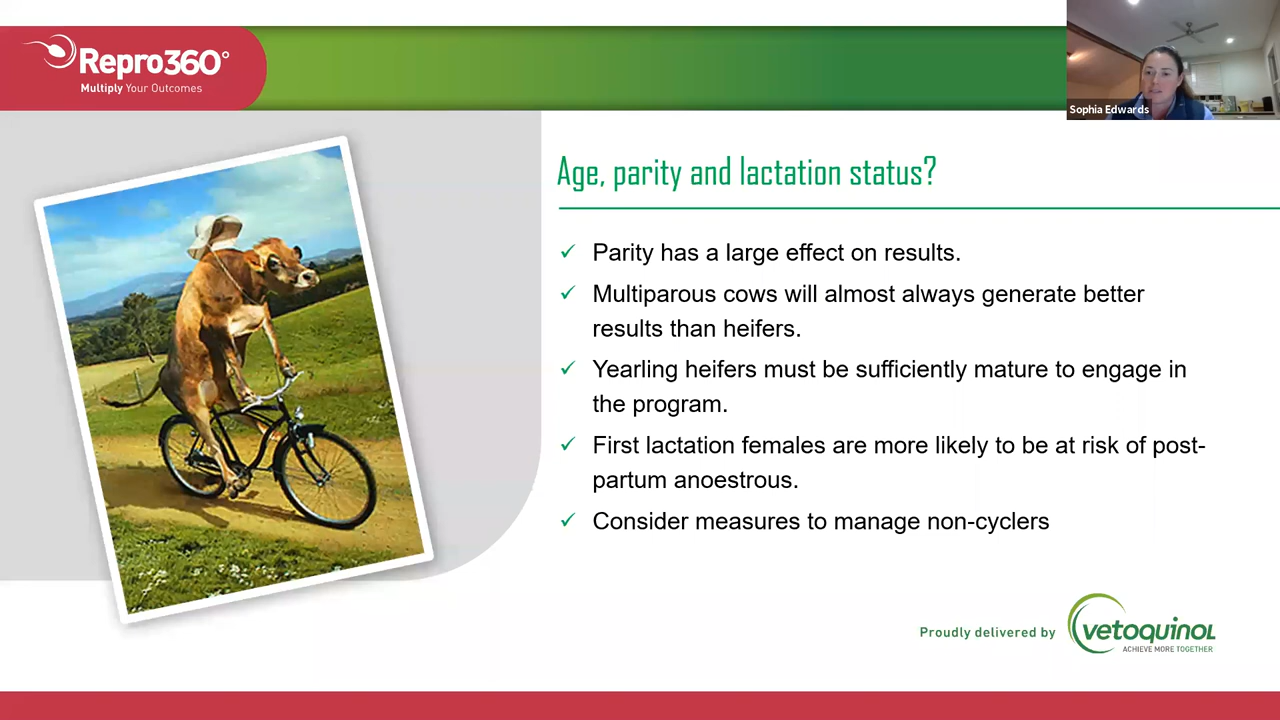 Repro360°
Multiply Your Outcomes
Sophia Edwards
Age, parity and lactation status?
✓ Parity has a large effect on results.
✓ Multiparous cows will almost always generate better
results than heifers.
✓ Yearling heifers must be sufficiently mature to engage in
the program.
✓ First lactation females are more likely to be at risk of post-
partum anoestrous.
✓ Consider measures to manage non-cyclers
Proudly delivered by
vetoquinol
ACHIEVE MORE TOGETHER